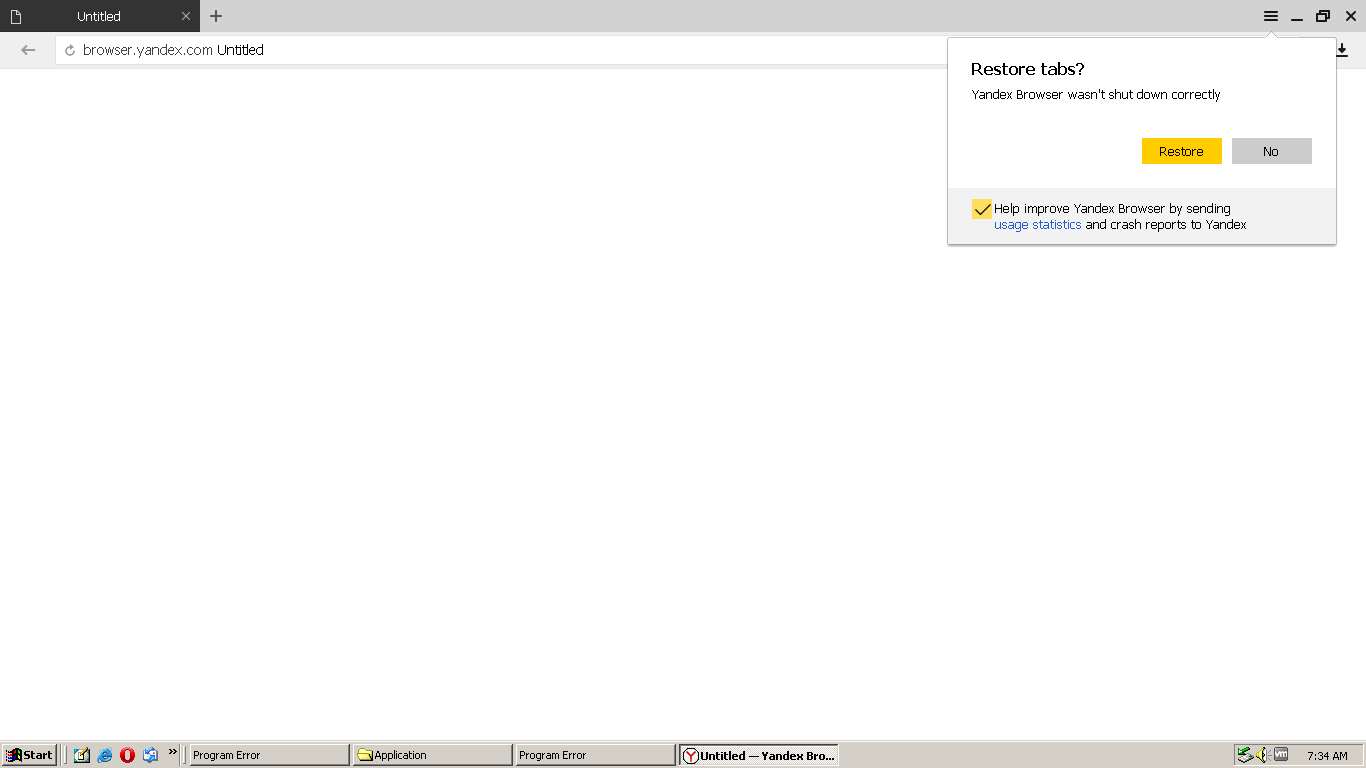 Untitled
browser.yandex.com Untitled
Restore tabs?
Yandex Browser wasn't shut down correctly
Restore
No
Help improve Yandex Browser by sending
usage statistics and crash reports to Yandex
Start
»
Program Error
Application
Program Error
Untitled — Yandex Bro...
vm
7:34 AM